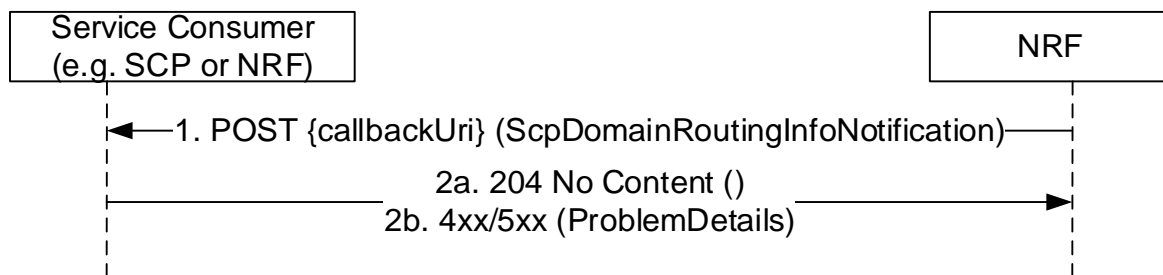 Service Consumer
(e.g. SCP or NRF)
NRF
1. POST {callbackUri} (ScpDomainRoutingInfoNotification)
2a. 204 No Content ()
2b. 4xx/5xx (ProblemDetails)